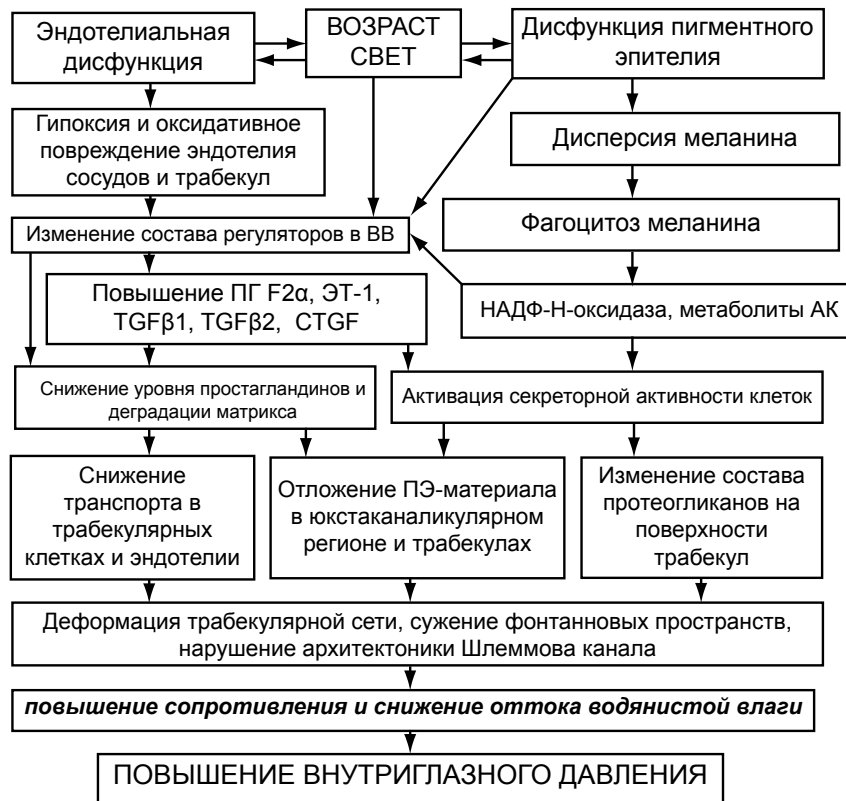 Эндотелиальная
дисфункция
ВОЗРАСТ
СВЕТ
Дисфункция пигментного
эпителия
Гипоксия и оксидативное
повреждение эндотелия
сосудов и трабекул
Дисперсия меланина
Фагоцитоз меланина
Изменение состава регуляторов в ВВ
Повышение ПГ F2α, ЭТ-1,
TGFβ1, TGFβ2, CTGF
НАДФ-Н-оксидаза, метаболиты АК
Снижение уровня простагландинов и
деградации матрикса
Активация секреторной активности клеток
Снижение
транспорта в
трабекулярных
клетках и эндотелии
Отложение ПЭ-материала
в юкстаканаликулярном
регионе и трабекулах
Изменение состава
протеогликанов на
поверхности
трабекул
Деформация трабекулярной сети, сужение фонтанновых пространств,
нарушение архитектоники Шлеммова канала
повышение сопротивления и снижение оттока водянистой влаги
ПОВЫШЕНИЕ ВНУТРИГЛАЗНОГО ДАВЛЕНИЯ